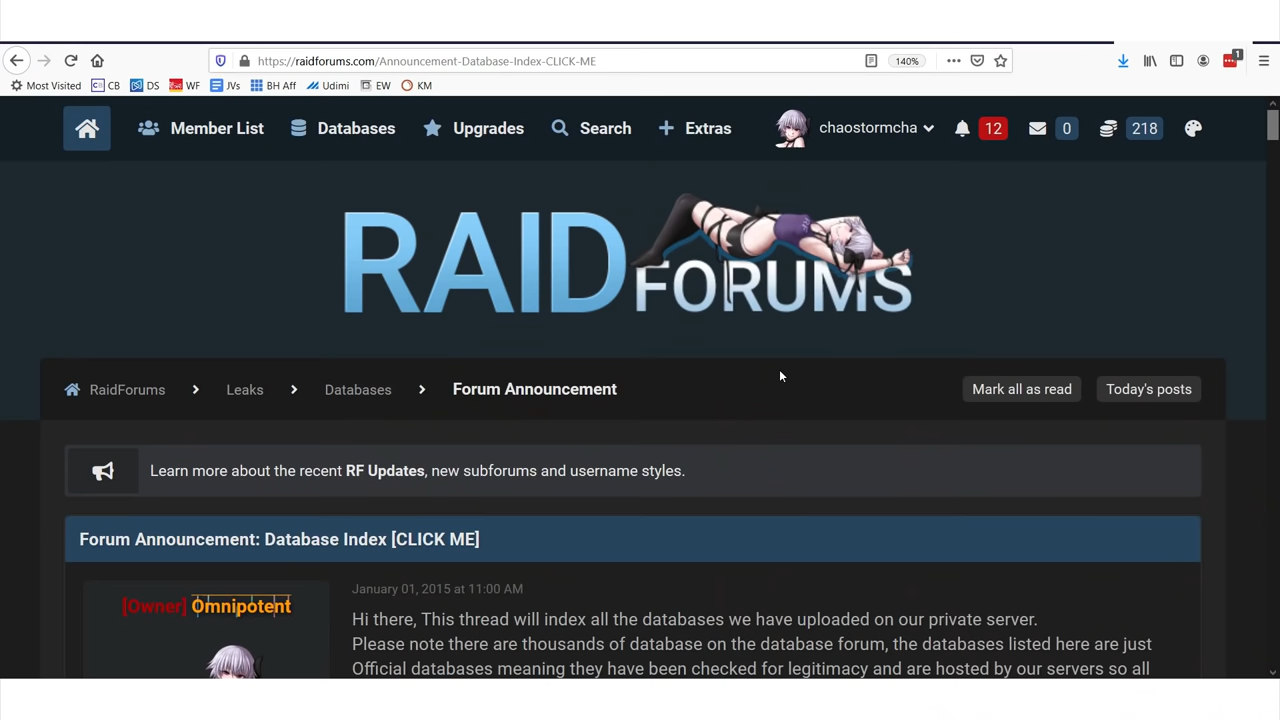 https://raidforums.com/Announcement-Database-Index-CLICK-ME
140%
1
Most Visited CB DS WF JVs BH Aff Udimi EW KM
Member List Databases Upgrades Search Extras chaostormcha 12 0 218
RAID FORUMS
RaidForums Leaks Databases Forum Announcement Mark all as read Today's posts
Learn more about the recent RF Updates, new subforums and username styles.
Forum Announcement: Database Index [CLICK ME]
January 01, 2015 at 11:00 AM
[Owner] Omnipotent
Hi there, This thread will index all the databases we have uploaded on our private server.
Please note there are thousands of database on the database forum, the databases listed here are just
Official databases meaning they have been checked for legitimacy and are hosted by our servers so all